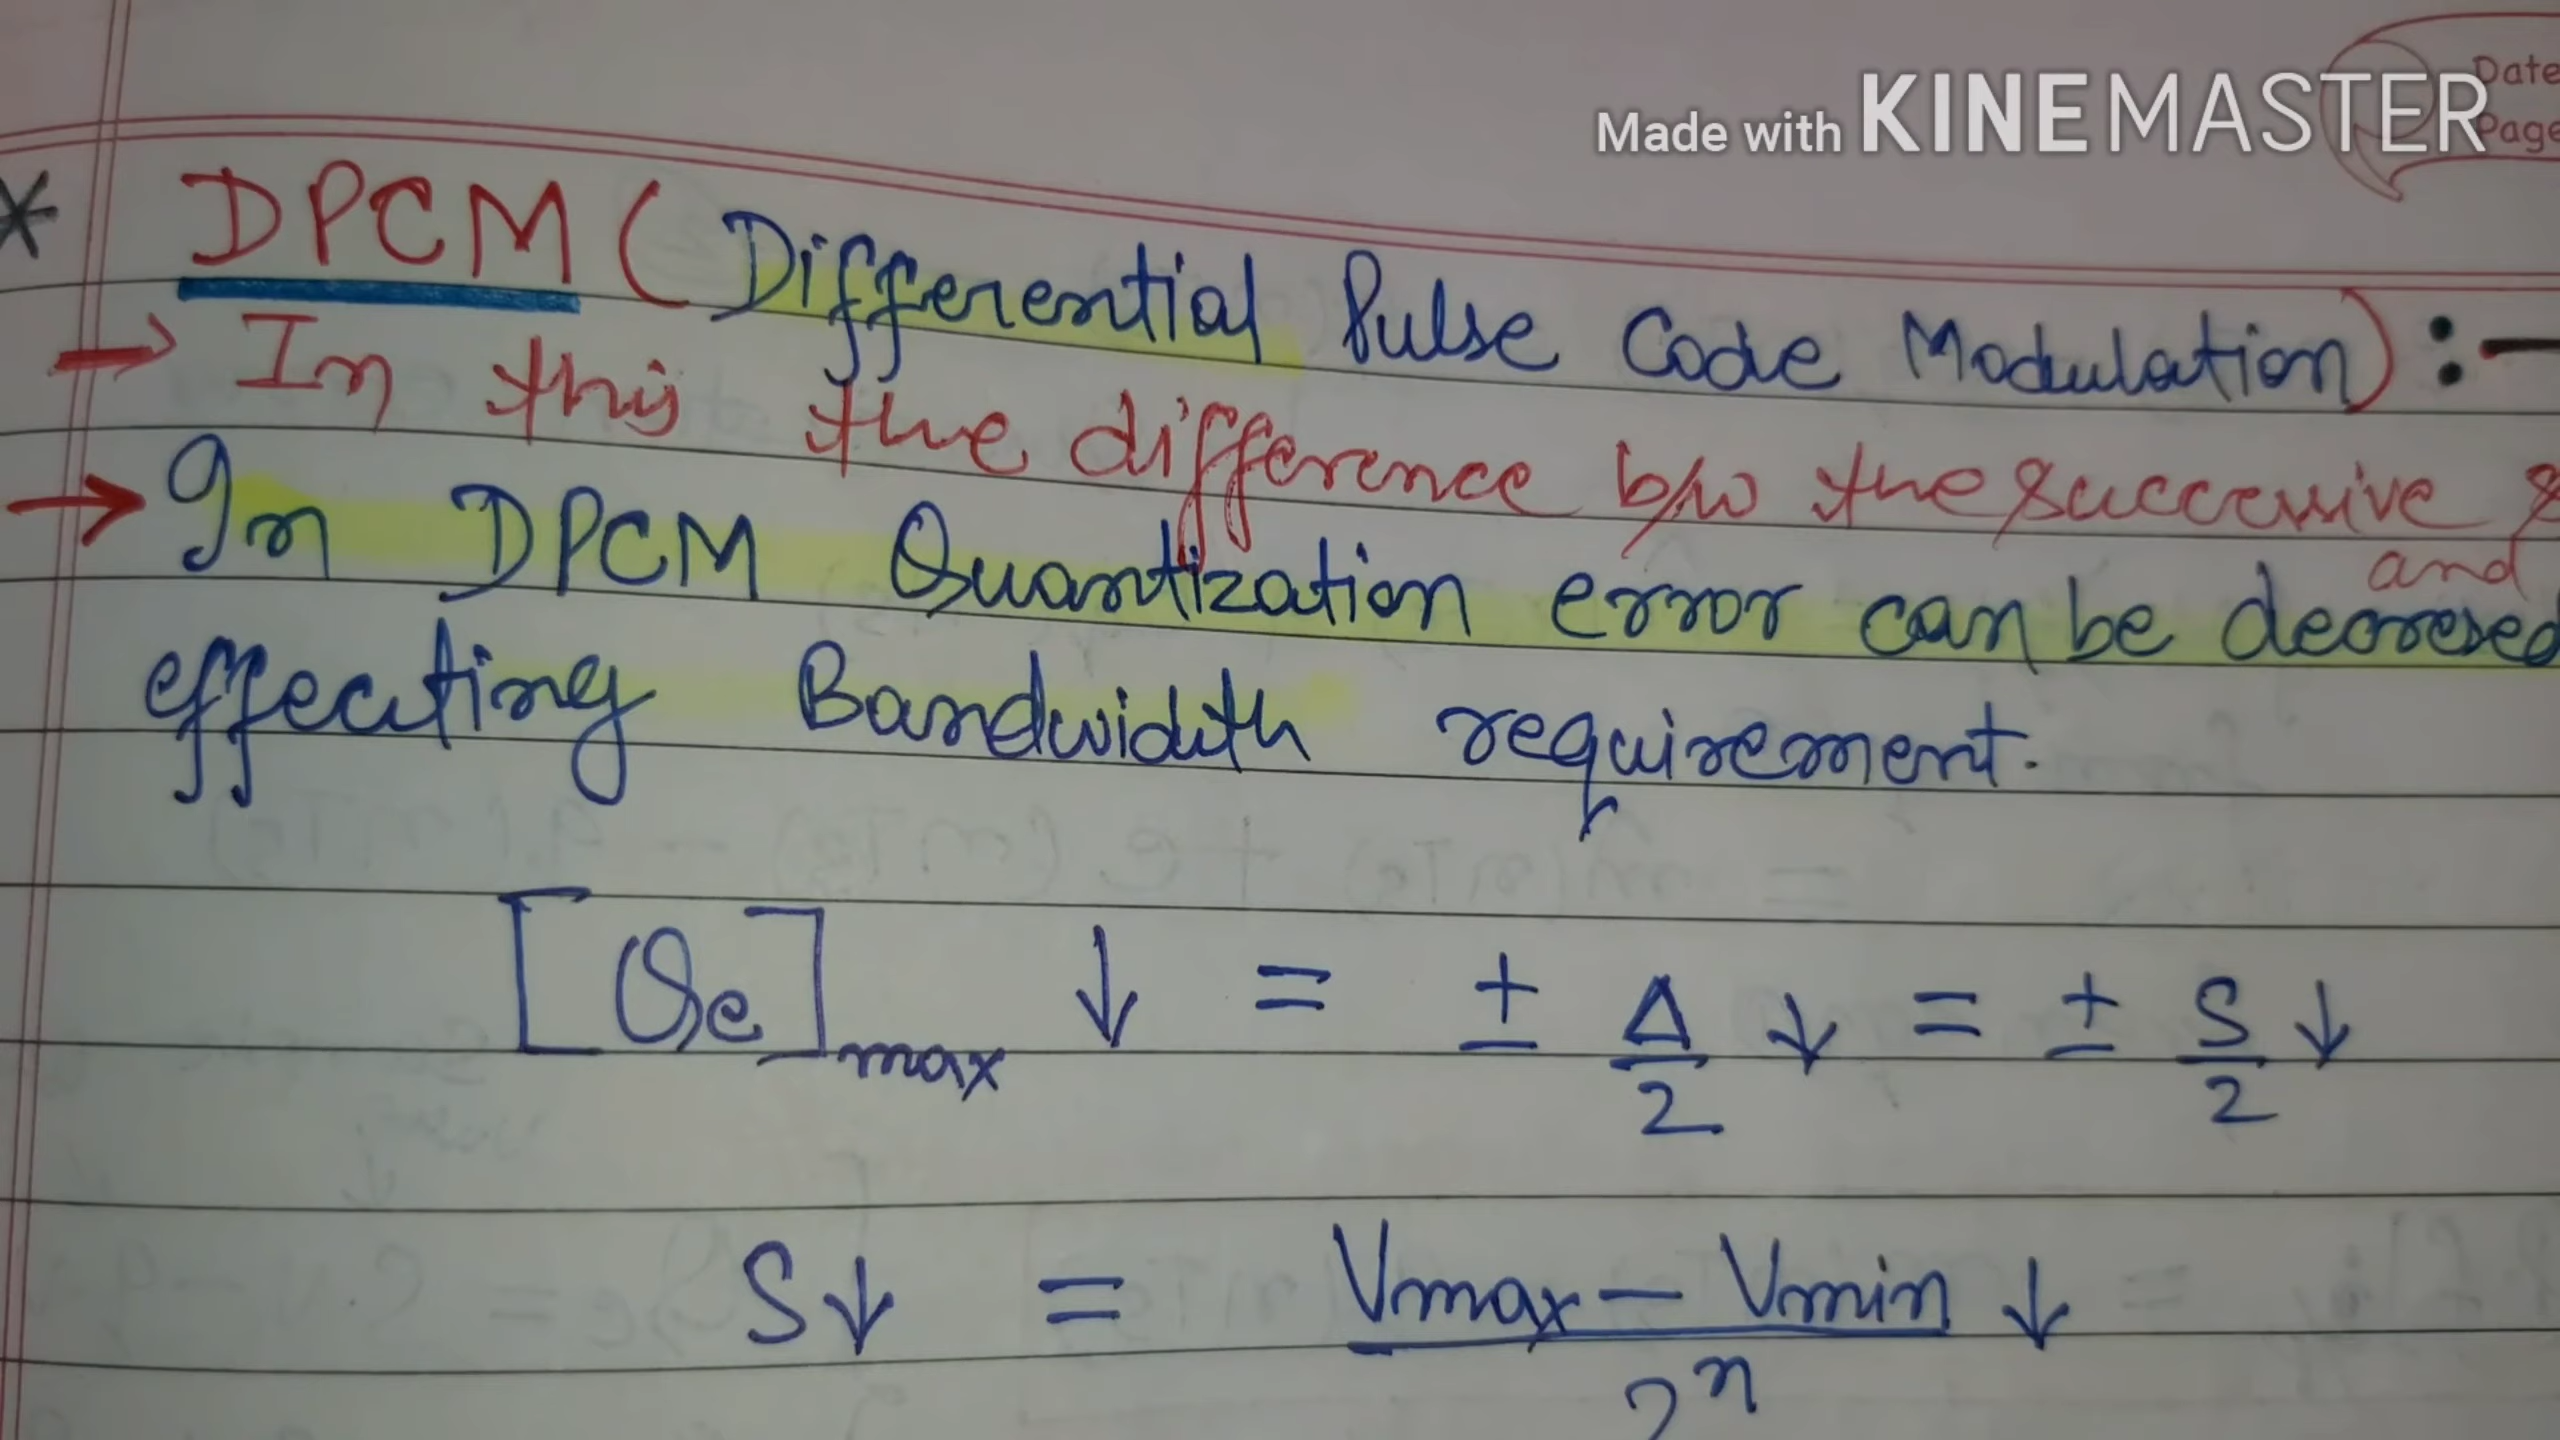 Date
Made with KINEMASTER
Page
* DPCM (Differential Pulse Code Modulation) :-
→ In this the difference b/w the successive
and
→ In DPCM Quantization error can be decresed
effecting Bandwidth requirement.
[Qe]max ↓ = ± Δ/2 ↓ = ± S/2 ↓
S↓ = Vmax - Vmin ↓
2^n